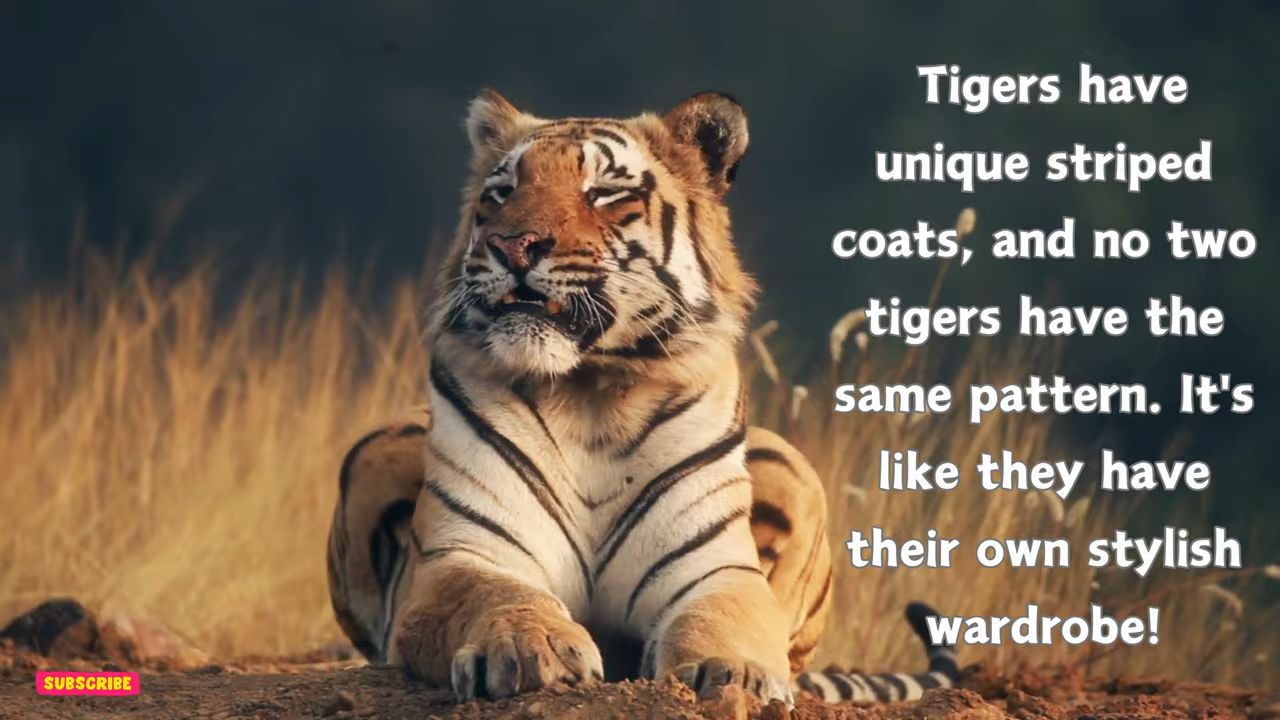 Tigers have
unique striped
coats, and no two
tigers have the
same pattern. It's
like they have
their own stylish
wardrobe!
SUBSCRIBE